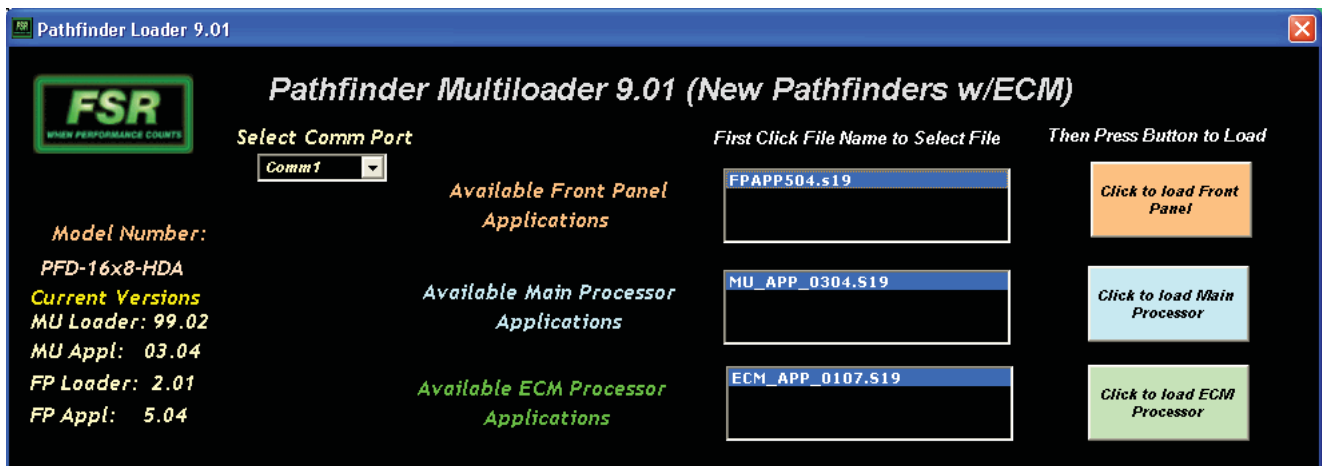 FSR Pathfinder Loader 9.01
FSR
WHEN PERFORMANCE COUNTS
Pathfinder Multiloader 9.01 (New Pathfinders w/ECM)
Select Comm Port
Comm1
First Click File Name to Select File
Then Press Button to Load
Available Front Panel
Applications
FPAPP504.s19
Click to load Front
Panel
Model Number:
PFD-16x8-HDA
Current Versions
MU Loader: 99.02
MU Appl: 03.04
FP Loader: 2.01
FP Appl: 5.04
Available Main Processor
Applications
MU_APP_0304.S19
Click to load Main
Processor
Available ECM Processor
Applications
ECM_APP_0107.S19
Click to load ECM
Processor